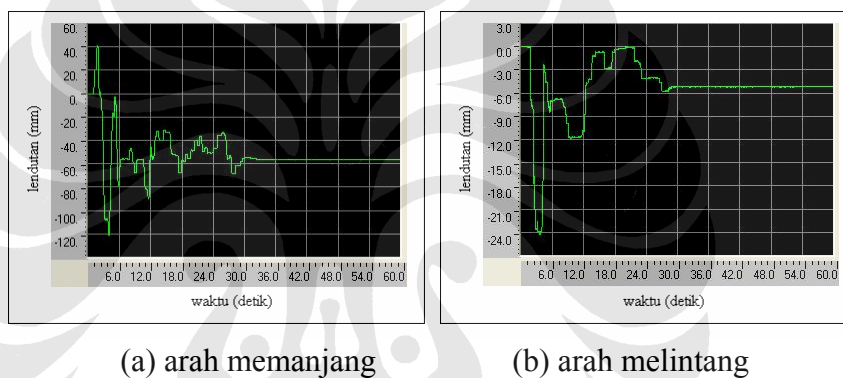 60.
40.
20.
0.
-20.
-40.
-60.
-80.
-100.
-120.
lendutan (mm)
6.0 12.0 18.0 24.0 30.0 36.0 42.0 48.0 54.0 60.0
waktu (detik)
3.0
0.0
-3.0
-6.0
-9.0
-12.0
-15.0
-18.0
-21.0
-24.0
lendutan (mm)
6.0 12.0 18.0 24.0 30.0 36.0 42.0 48.0 54.0 60.0
waktu (detik)
(a) arah memanjang
(b) arah melintang